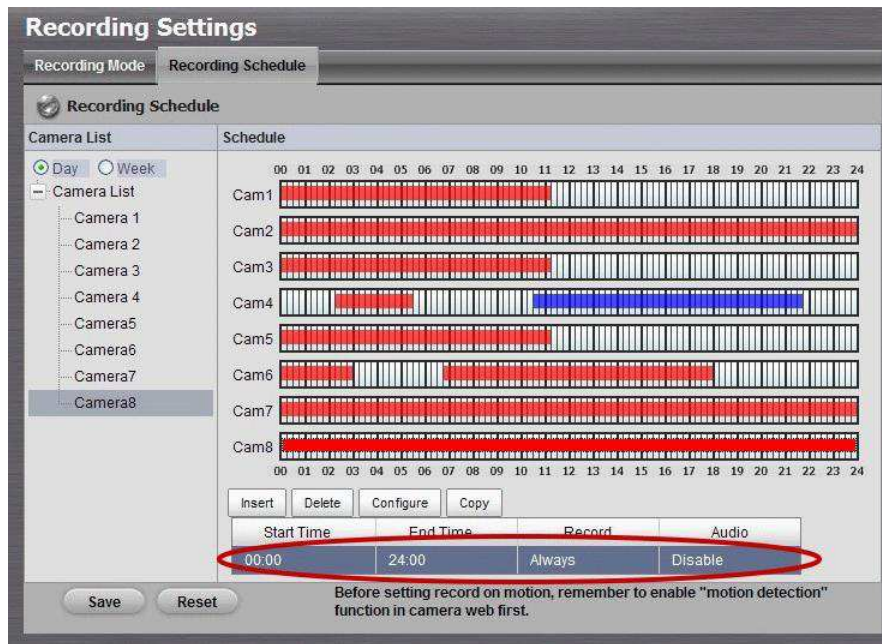 Recording Settings
Recording Mode Recording Schedule
Recording Schedule
Camera List Schedule
Day Week
Camera List
Camera 1
Camera 2
Camera 3
Camera 4
Camera5
Camera6
Camera7
Camera8
00 01 02 03 04 05 06 07 08 09 10 11 12 13 14 15 16 17 18 19 20 21 22 23 24
Cam1
Cam2
Cam3
Cam4
Cam5
Cam6
Cam7
Cam8
00 01 02 03 04 05 06 07 08 09 10 11 12 13 14 15 16 17 18 19 20 21 22 23 24
Insert Delete Configure Copy
Start Time End Time Record Audio
00:00 24:00 Always Disable
Save Reset
Before setting record on motion, remember to enable "motion detection"
function in camera web first.